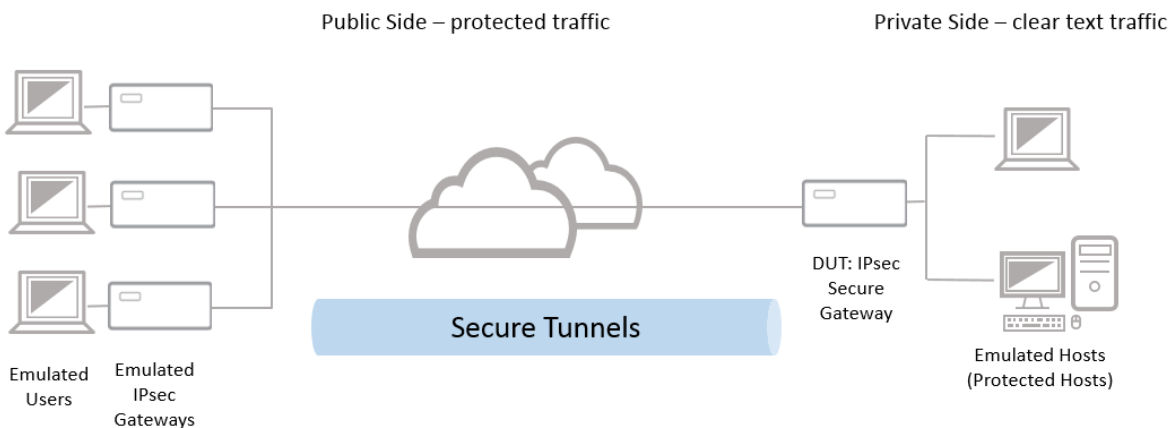 Public Side – protected traffic
Private Side – clear text traffic
DUT: IPsec
Secure
Gateway
Secure Tunnels
Emulated
Users
Emulated
IPsec
Gateways
Emulated Hosts
(Protected Hosts)